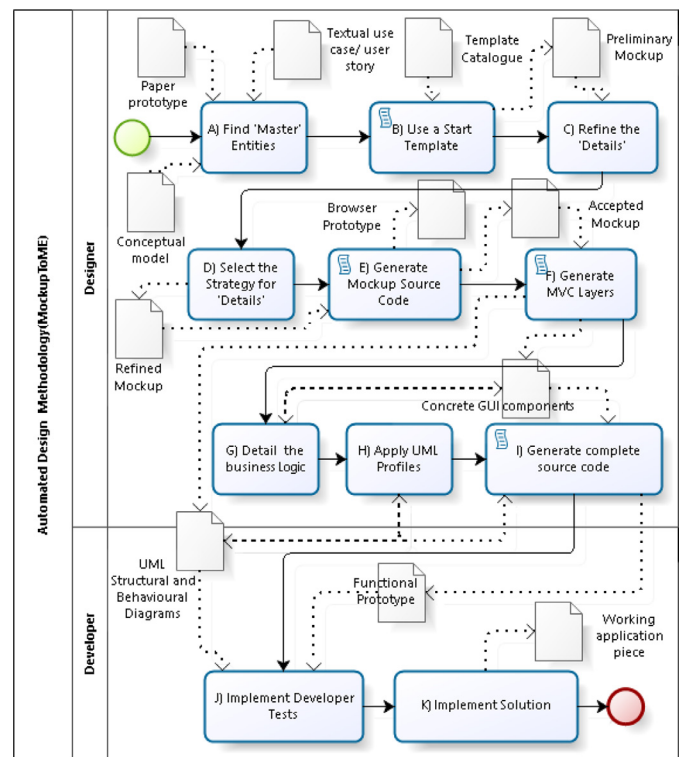 Automated Design Methodology(MockupToME)
Designer
Developer
Paper
prototype
Textual use
case/ user
story
Template
Catalogue
Preliminary
Mockup
A) Find 'Master'
Entities
B) Use a Start
Template
C) Refine the
'Details'
Conceptual
model
Browser
Prototype
Accepted
Mockup
D) Select the
Strategy for
'Details'
E) Generate
Mockup Source
Code
F) Generate
MVC Layers
Refined
Mockup
Concrete GUI components
G) Detail the
business Logic
H) Apply UML
Profiles
I) Generate complete
source code
UML
Structural and
Behavioural
Diagrams
Functional
Prototype
Working
application
piece
J) Implement Developer
Tests
K) Implement Solution